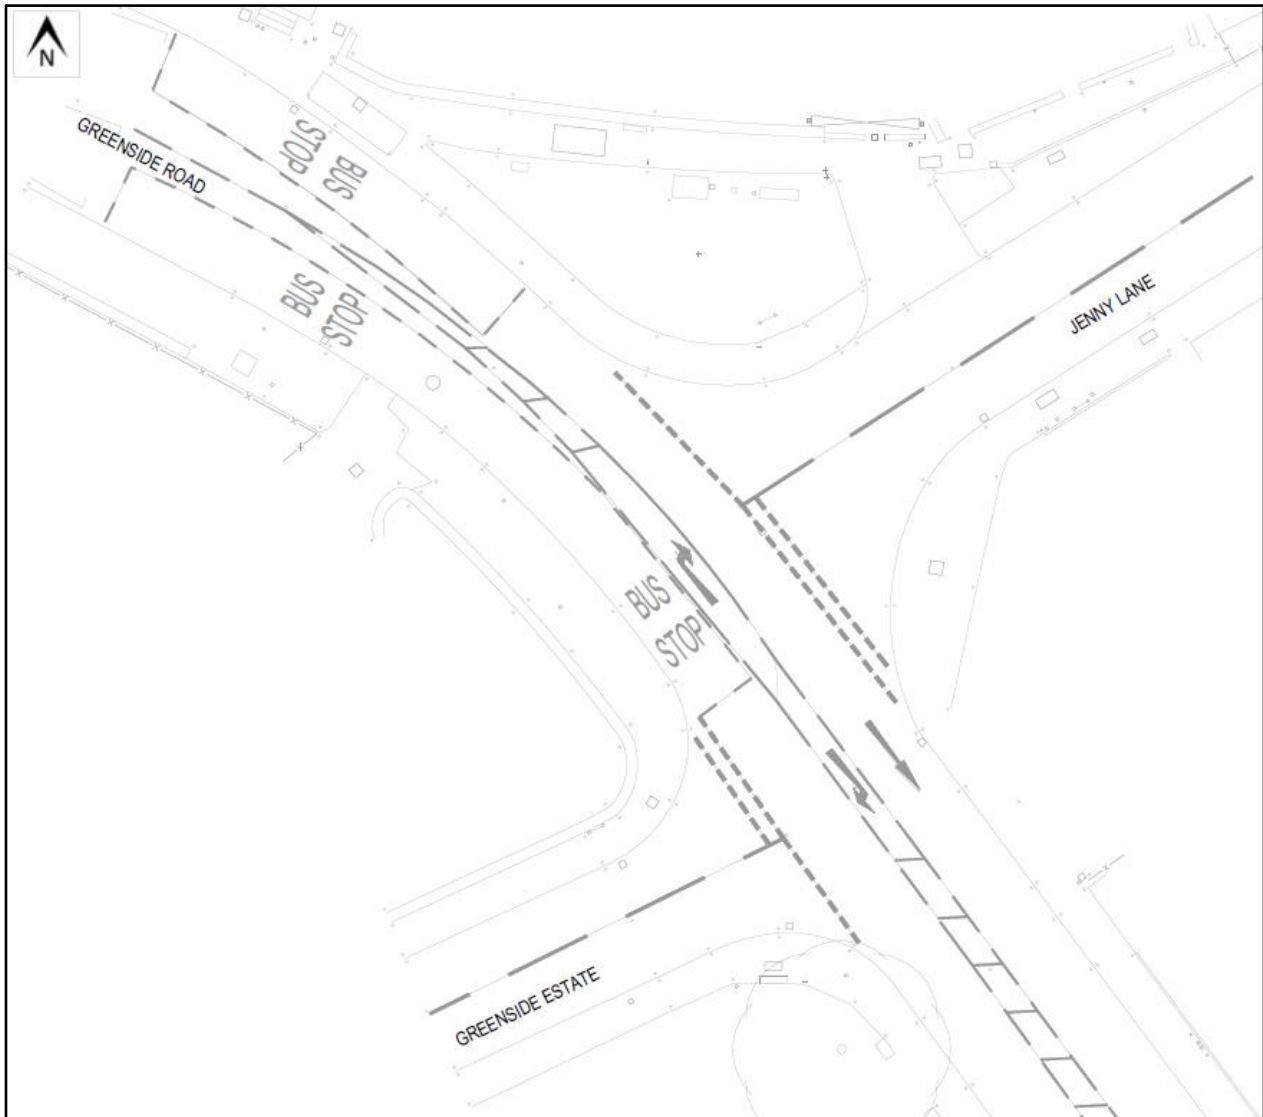 N
GREENSIDE ROAD
STOP
BUS
BUS
STOP
JENNY LANE
BUS
STOP
GREENSIDE ESTATE